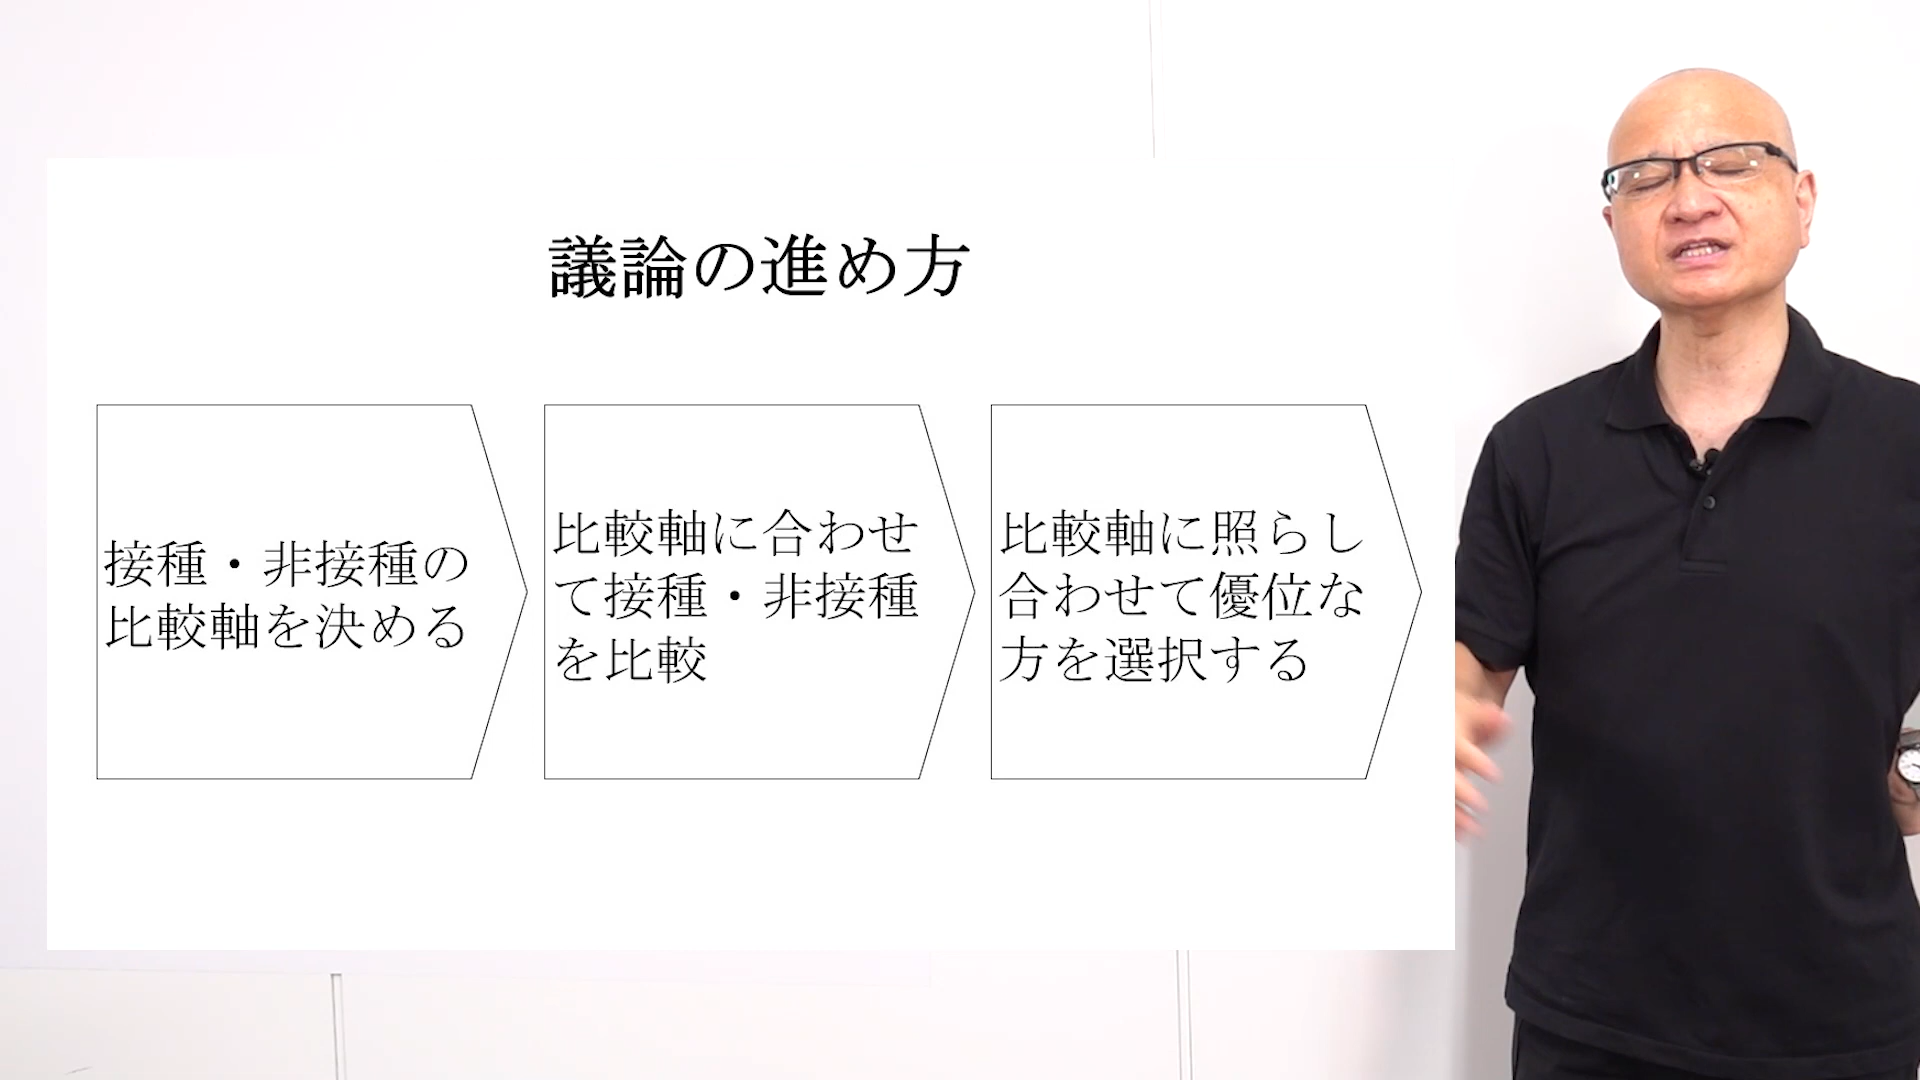 議論の進め方
接種・非接種の
比較軸を決める
比較軸に合わせ
て接種・非接種
を比較
比較軸に照らし
合わせて優位な
方を選択する